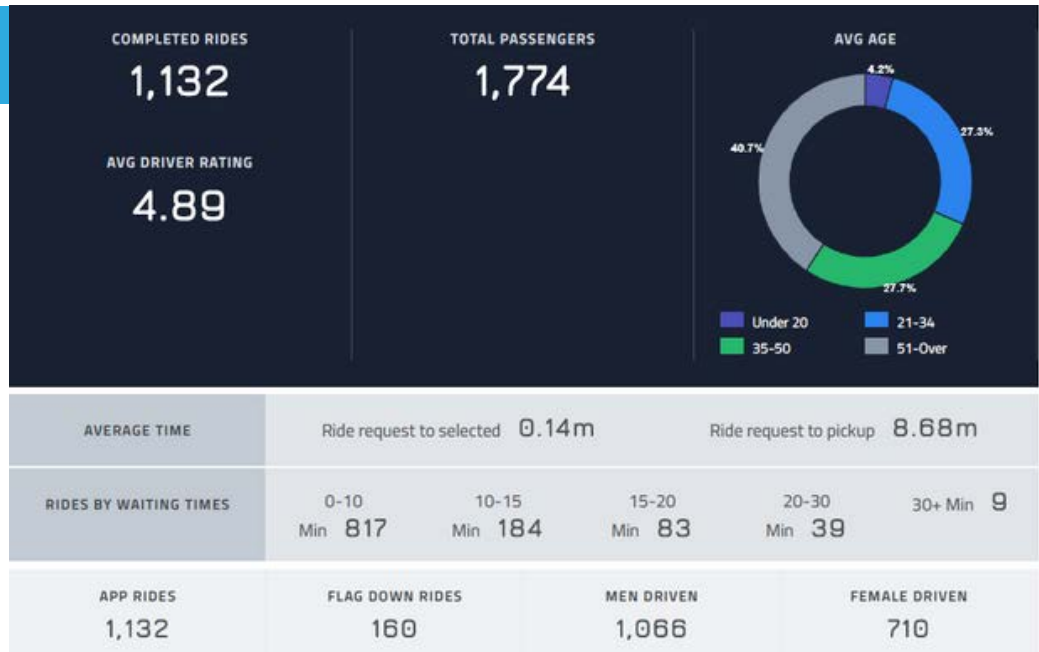 COMPLETED RIDES
1,132
AVG DRIVER RATING
4.89
TOTAL PASSENGERS
1,774
AVG AGE
4.2%
27.3%
40.7%
27.7%
Under 20
21-34
35-50
51-Over
AVERAGE TIME
Ride request to selected 0.14m
Ride request to pickup 8.68m
RIDES BY WAITING TIMES
0-10
Min 817
10-15
Min 184
15-20
Min 83
20-30
Min 39
30+ Min 9
APP RIDES
1,132
FLAG DOWN RIDES
160
MEN DRIVEN
1,066
FEMALE DRIVEN
710